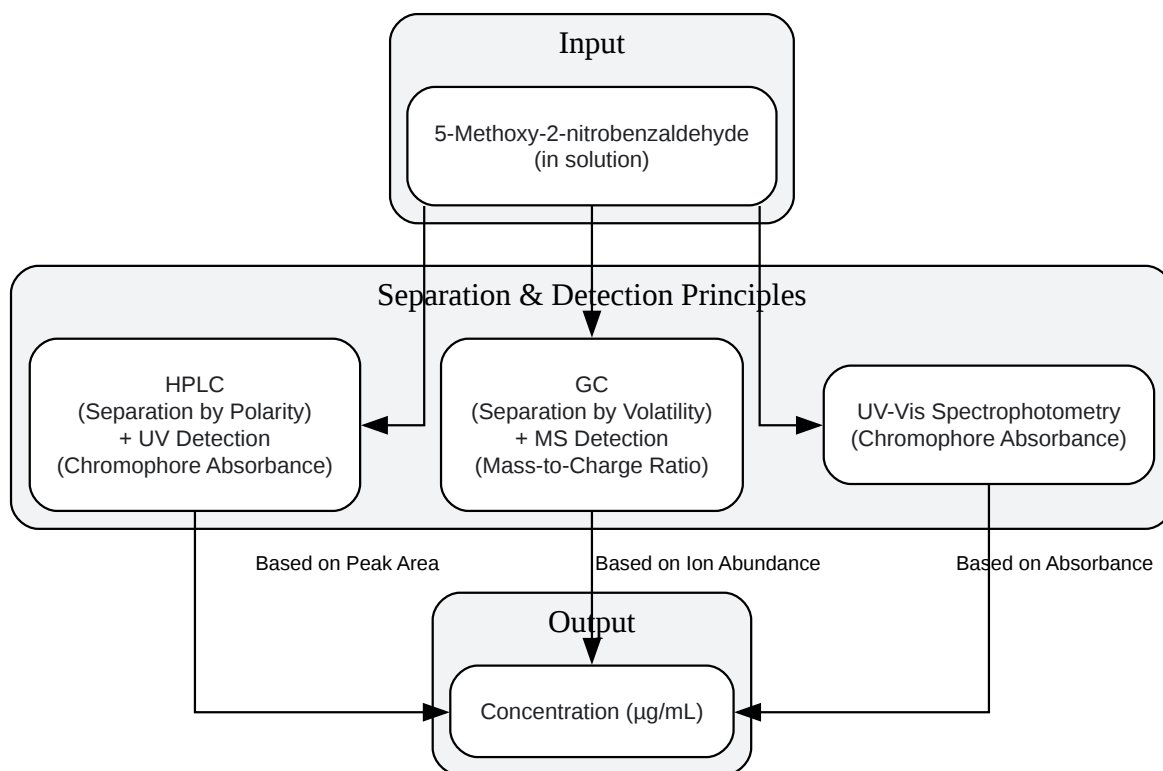 Input
5-Methoxy-2-nitrobenzaldehyde
(in solution)
Separation & Detection Principles
HPLC
(Separation by Polarity)
+ UV Detection
(Chromophore Absorbance)
GC
(Separation by Volatility)
+ MS Detection
(Mass-to-Charge Ratio)
UV-Vis Spectrophotometry
(Chromophore Absorbance)
Based on Peak Area
Based on Ion Abundance
Based on Absorbance
Output
Concentration (µg/mL)